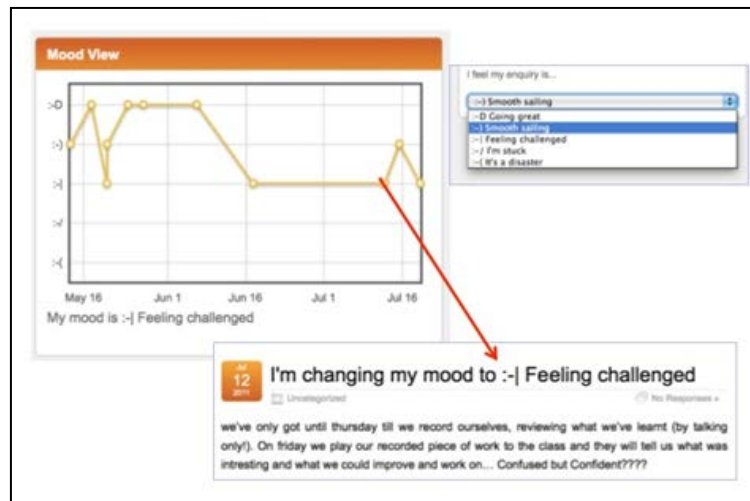 Mood View
:-D
:-)
:-|
:-/
:-(
May 16
Jun 1
Jun 16
Jul 1
Jul 16
My mood is :-| Feeling challenged
I feel my enquiry is...
:-) Smooth sailing
:-D Going great
:-) Smooth sailing
:-| Feeling challenged
:-/ I'm stuck
:-( It's a disaster
Jul
12
2011
I'm changing my mood to :-| Feeling challenged
Uncategorized
No Responses »
we've only got until thursday till we record ourselves, reviewing what we've learnt (by talking
only!). On friday we play our recorded piece of work to the class and they will tell us what was
intresting and what we could improve and work on... Confused but Confident????